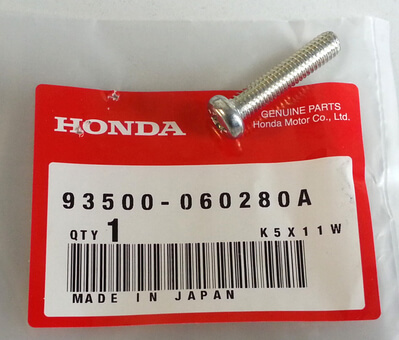 HONDA
GENUINE PARTS
Honda Motor Co., Ltd.
93500-060280A
QTY 1
K5X11W
MADE IN JAPAN